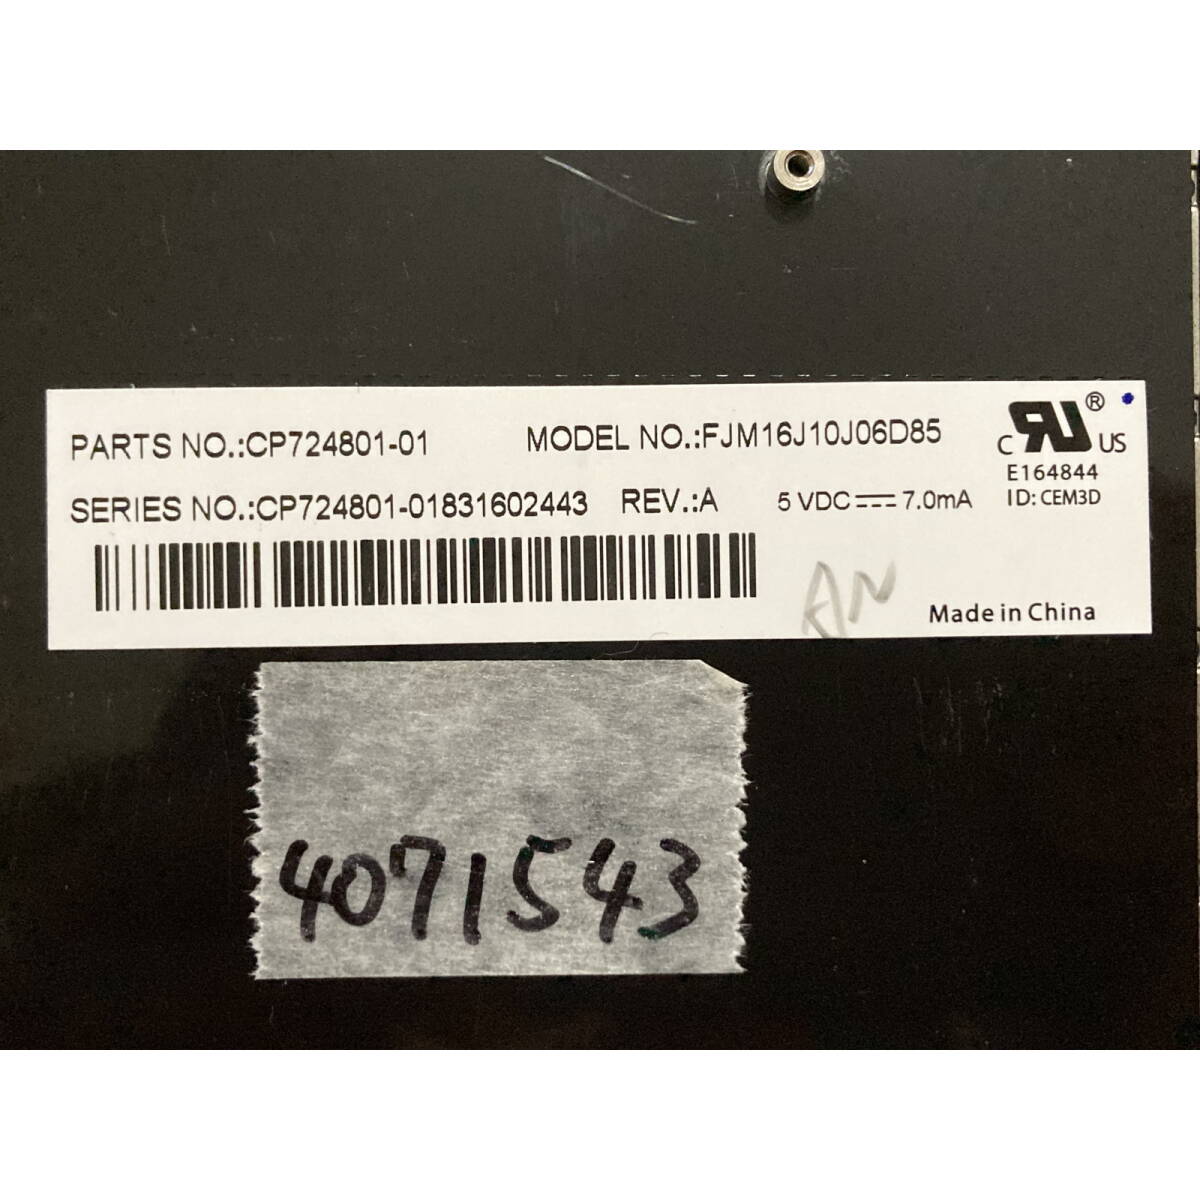 PARTS NO.:CP724801-01 MODEL NO.:FJM16J10J06D85
C RU ® US
E164844
SERIES NO.:CP724801-01831602443 REV.:A 5 VDC⎓7.0mA ID: CEM3D
AN
Made in China
4071543